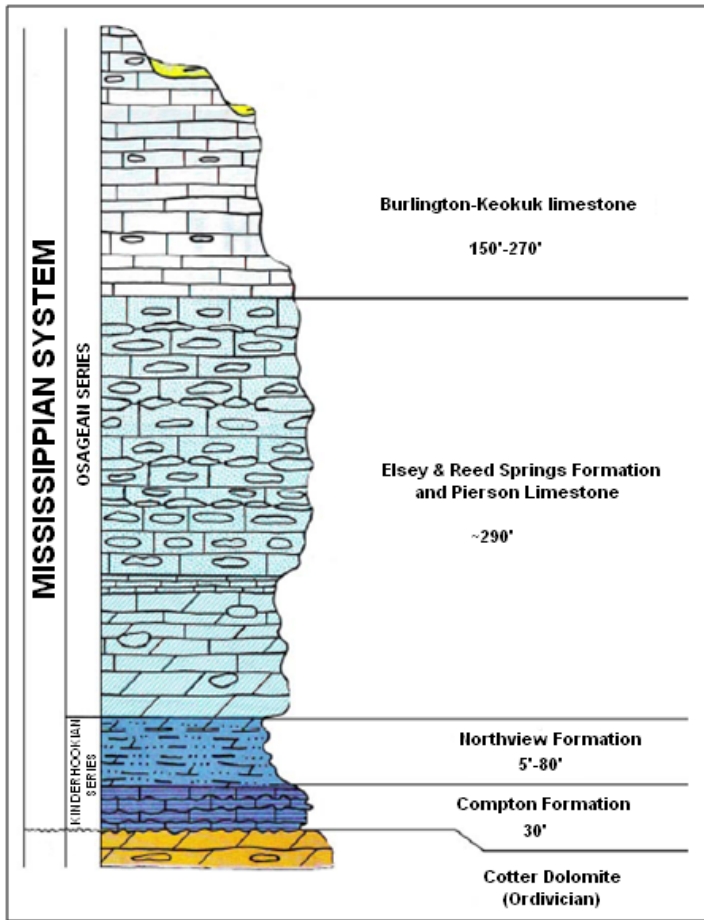 MISSISSIPPIAN SYSTEM
OSAGEAN SERIES
KINDERHOOKIAN
SERIES
Burlington-Keokuk limestone
150'-270'
Elsey & Reed Springs Formation
and Pierson Limestone
~290'
Northview Formation
5'-80'
Compton Formation
30'
Cotter Dolomite
(Ordivician)